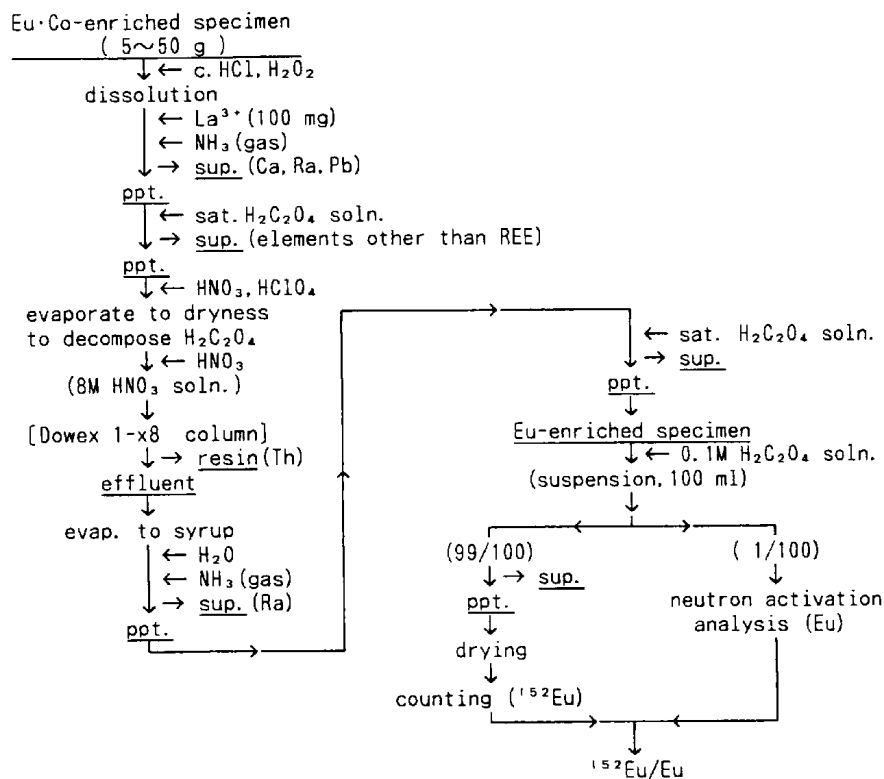 Eu·Co-enriched specimen
( 5～50 g)
c. HCl, H₂O₂
dissolution
La³⁺(100 mg)
NH₃(gas)
sup.(Ca, Ra, Pb)
ppt.
sat. H₂C₂O₄ soln.
sup.(elements other than REE)
ppt.
HNO₃, HClO₄
evaporate to dryness
to decompose H₂C₂O₄
HNO₃
(8M HNO₃ soln.)
[Dowex 1-x8 column]
resin(Th)
effluent
evap. to syrup
H₂O
NH₃(gas)
sup.(Ra)
ppt.
sat. H₂C₂O₄ soln.
sup.
ppt.
Eu-enriched specimen
0.1M H₂C₂O₄ soln.
(suspension, 100 ml)
(99/100)
sup.
ppt.
drying
counting (¹⁵²Eu)
( 1/100)
neutron activation
analysis (Eu)
¹⁵²Eu/Eu